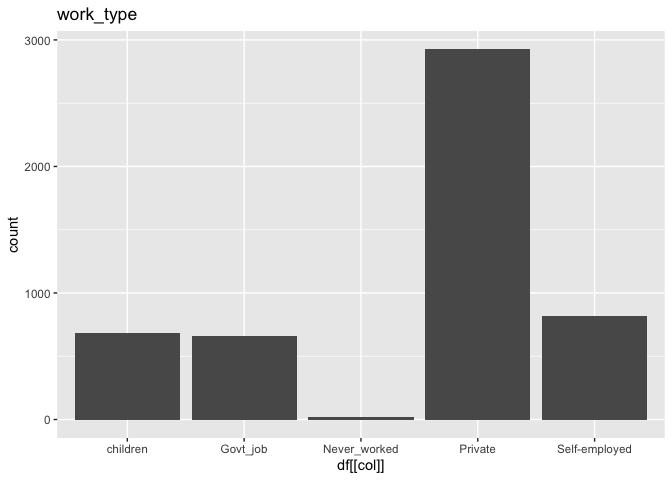 work_type
3000
2000
1000
0
count
children Govt_job Never_worked Private Self-employed
df[[col]]